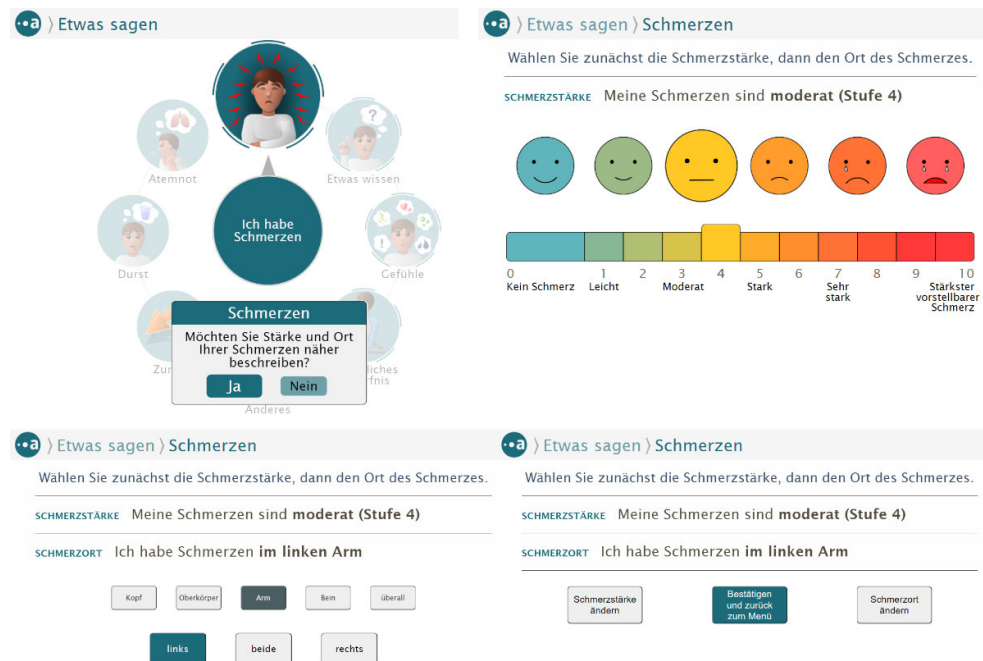 ··a ⟩ Etwas sagen
Atemnot
Etwas wissen
Ich habe
Schmerzen
Durst
Gefühle
Schmerzen
Möchten Sie Stärke und Ort
Ihrer Schmerzen näher
beschreiben?
Ja Nein
Zu
liches
rfnis
Anderes
··a ⟩ Etwas sagen ⟩ Schmerzen
Wählen Sie zunächst die Schmerzstärke, dann den Ort des Schmerzes.
SCHMERZSTÄRKE Meine Schmerzen sind moderat (Stufe 4)
0 1 2 3 4 5 6 7 8 9 10
Kein Schmerz Leicht Moderat Stark Sehr
stark
Stärkster
vorstellbarer
Schmerz
··a ⟩ Etwas sagen ⟩ Schmerzen
Wählen Sie zunächst die Schmerzstärke, dann den Ort des Schmerzes.
SCHMERZSTÄRKE Meine Schmerzen sind moderat (Stufe 4)
SCHMERZORT Ich habe Schmerzen im linken Arm
Kopf Oberkörper Arm Bein überall
links beide rechts
··a ⟩ Etwas sagen ⟩ Schmerzen
Wählen Sie zunächst die Schmerzstärke, dann den Ort des Schmerzes.
SCHMERZSTÄRKE Meine Schmerzen sind moderat (Stufe 4)
SCHMERZORT Ich habe Schmerzen im linken Arm
Schmerzstärke
ändern
Bestätigen
und zurück
zum Menü
Schmerzort
ändern